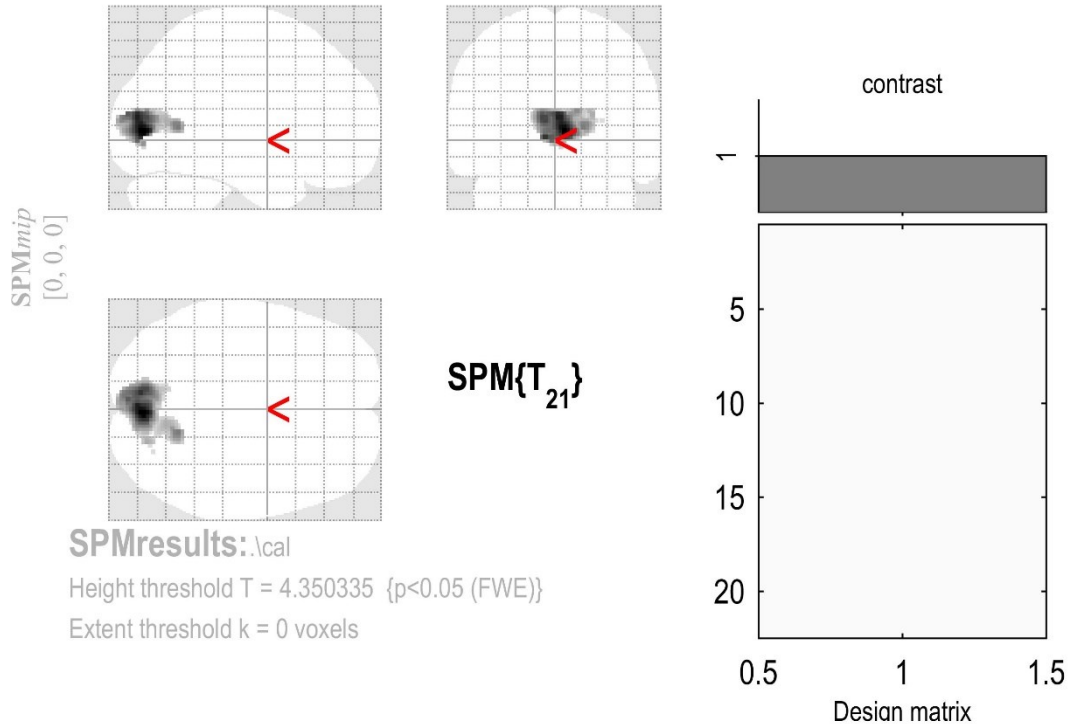 SPMmip
[0, 0, 0]
<
<
<
SPM{T21}
SPMresults: .\cal
Height threshold T = 4.350335 {p<0.05 (FWE)}
Extent threshold k = 0 voxels
contrast
1
5
10
15
20
0.5
1
1.5
Design matrix